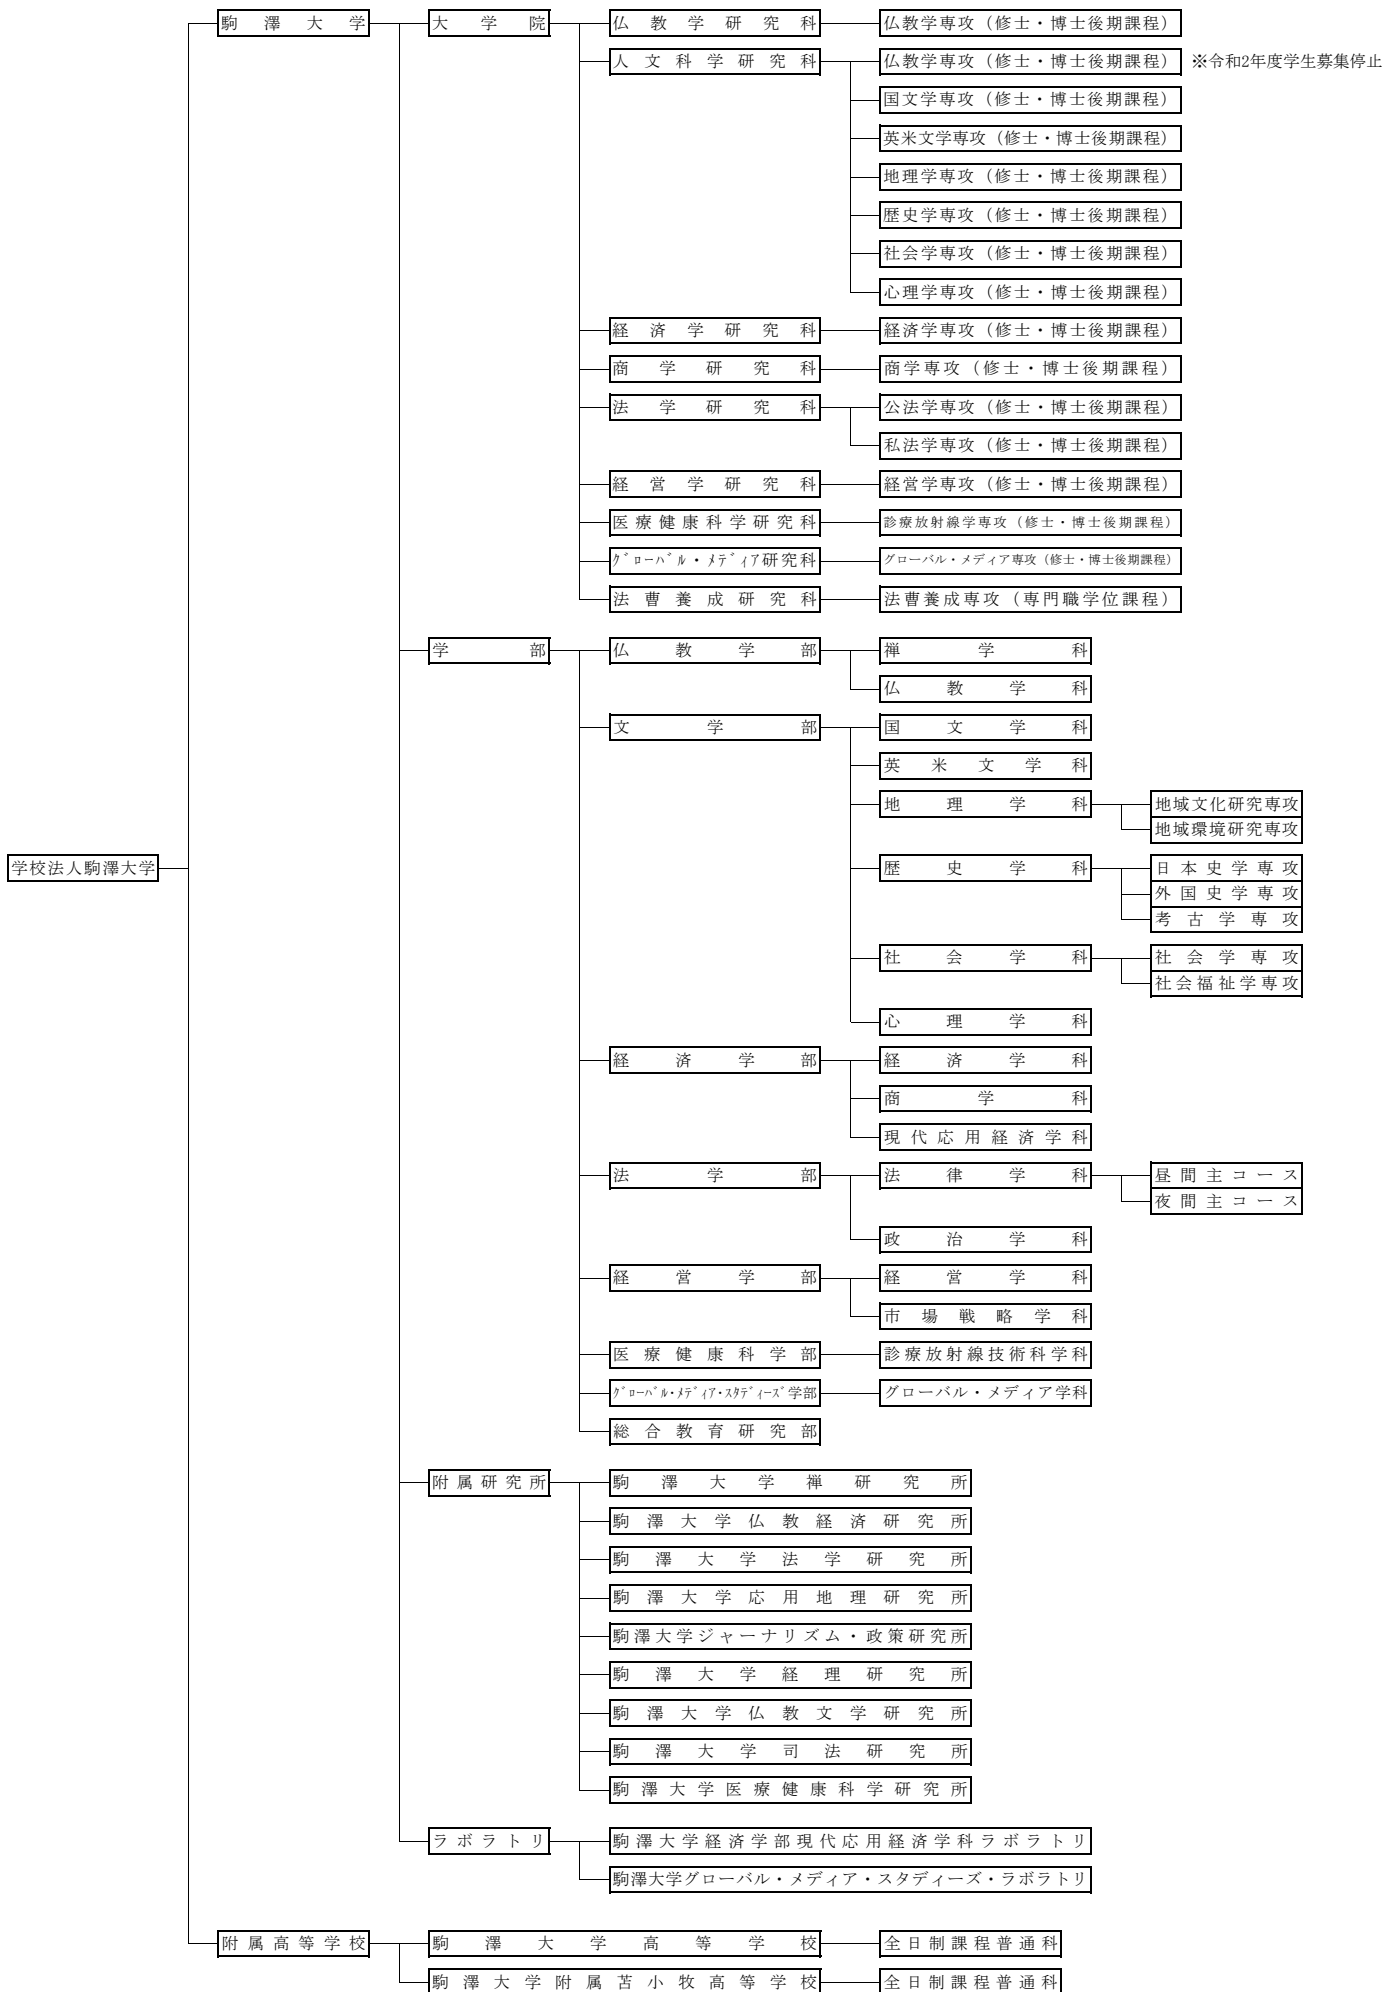 駒澤大学 大学院 仏教学研究科 仏教学専攻（修士・博士後期課程）
人文科学研究科 仏教学専攻（修士・博士後期課程） ※令和2年度学生募集停止
国文学専攻（修士・博士後期課程）
英米文学専攻（修士・博士後期課程）
地理学専攻（修士・博士後期課程）
歴史学専攻（修士・博士後期課程）
社会学専攻（修士・博士後期課程）
心理学専攻（修士・博士後期課程）
経済学研究科 経済学専攻（修士・博士後期課程）
商学研究科 商学専攻（修士・博士後期課程）
法学研究科 公法学専攻（修士・博士後期課程）
私法学専攻（修士・博士後期課程）
経営学研究科 経営学専攻（修士・博士後期課程）
医療健康科学研究科 診療放射線学専攻（修士・博士後期課程）
ｸﾞﾛｰﾊﾞﾙ・ﾒﾃﾞｨｱ研究科 グローバル・メディア専攻（修士・博士後期課程）
法曹養成研究科 法曹養成専攻（専門職学位課程）
学部 仏教学部 禅学科
仏教学科
文学部 国文学科
英米文学科
地理学科 地域文化研究専攻
地域環境研究専攻
学校法人駒澤大学 歴史学科 日本史学専攻
外国史学専攻
考古学専攻
社会学科 社会学専攻
社会福祉学専攻
心理学科
経済学部 経済学科
商学科
現代応用経済学科
法学部 法律学科 昼間主コース
夜間主コース
政治学科
経営学部 経営学科
市場戦略学科
医療健康科学部 診療放射線技術科学科
ｸﾞﾛｰﾊﾞﾙ・ﾒﾃﾞｨｱ・ｽﾀﾃﾞｨｰｽﾞ学部 グローバル・メディア学科
総合教育研究部
附属研究所 駒澤大学禅研究所
駒澤大学仏教経済研究所
駒澤大学法学研究所
駒澤大学応用地理研究所
駒澤大学ジャーナリズム・政策研究所
駒澤大学経理研究所
駒澤大学仏教文学研究所
駒澤大学司法研究所
駒澤大学医療健康科学研究所
ラボラトリ 駒澤大学経済学部現代応用経済学科ラボラトリ
駒澤大学グローバル・メディア・スタディーズ・ラボラトリ
附属高等学校 駒澤大学高等学校 全日制課程普通科
駒澤大学附属苫小牧高等学校 全日制課程普通科